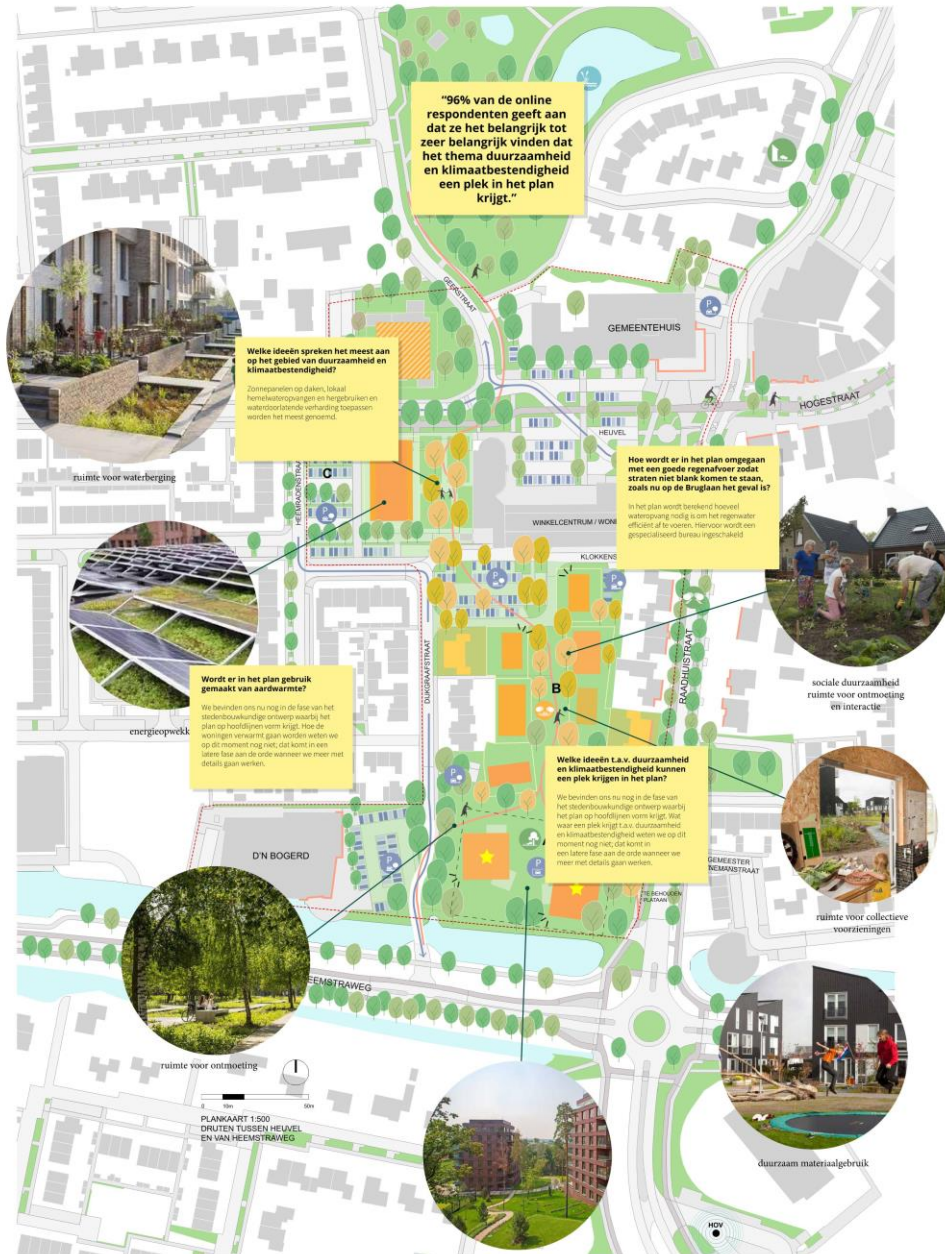 “96% van de online
respondenten geeft aan
dat ze het belangrijk tot
zeer belangrijk vinden dat
het thema duurzaamheid
en klimaatbestendigheid
een plek in het plan
krijgt.”
GEERSTRAAT
GEMEENTEHUIS
P
Welke ideeën spreken het meest aan
op het gebied van duurzaamheid en
klimaatbestendigheid?
Zonnepanelen op daken, lokaal
hemelwateropvangen en hergebruiken en
waterdoorlatende verharding toepassen
worden het meest genoemd.
HOGESTRAAT
HEUVEL
ruimte voor waterberging
HEEMRADENSTRAAT
C
P
Hoe wordt er in het plan omgegaan
met een goede regenafvoer zodat
straten niet blank komen te staan,
zoals nu op de Bruglaan het geval is?
In het plan wordt berekend hoeveel
wateropvang nodig is om het regenwater
efficiënt af te voeren. Hiervoor wordt een
gespecialiseerd bureau ingeschakeld
WINKELCENTRUM / WONI
KLOKKENS
P
P
DIJKGRAAFSTRAAT
RAADHUISTRAAT
sociale duurzaamheid
ruimte voor ontmoeting
en interactie
energieopwekk
Wordt er in het plan gebruik
gemaakt van aardwarmte?
We bevinden ons nu nog in de fase van het
stedenbouwkundige ontwerp waarbij het
plan op hoofdlijnen vorm krijgt. Hoe de
woningen verwarmt gaan worden weten we
op dit moment nog niet; dat komt in een
latere fase aan de orde wanneer we meer met
details gaan werken.
B
Welke ideeën t.a.v. duurzaamheid
en klimaatbestendigheid kunnen
een plek krijgen in het plan?
We bevinden ons nu nog in de fase van
het stedenbouwkundige ontwerp waarbij
het plan op hoofdlijnen vorm krijgt. Wat
waar een plek krijgt t.a.v. duurzaamheid
en klimaatbestendigheid weten we op dit
moment nog niet; dat komt in
een latere fase aan de orde wanneer we
meer met details gaan werken.
P
D'N BOGERD
P
P
GEMEESTER
NEMANSTRAAT
TE BEHOUDEN
PLATAAN
ruimte voor collectieve
voorzieningen
EEMSTRAWEG
ruimte voor ontmoeting
0 10m 50m
PLANKAART 1:500
DRUTEN TUSSEN HEUVEL
EN VAN HEEMSTRAWEG
duurzaam materiaalgebruik
HOV